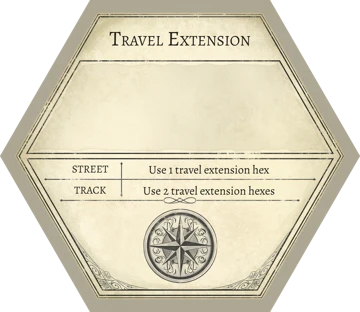 Travel Extension
STREET Use 1 travel extension hex
TRACK Use 2 travel extension hexes